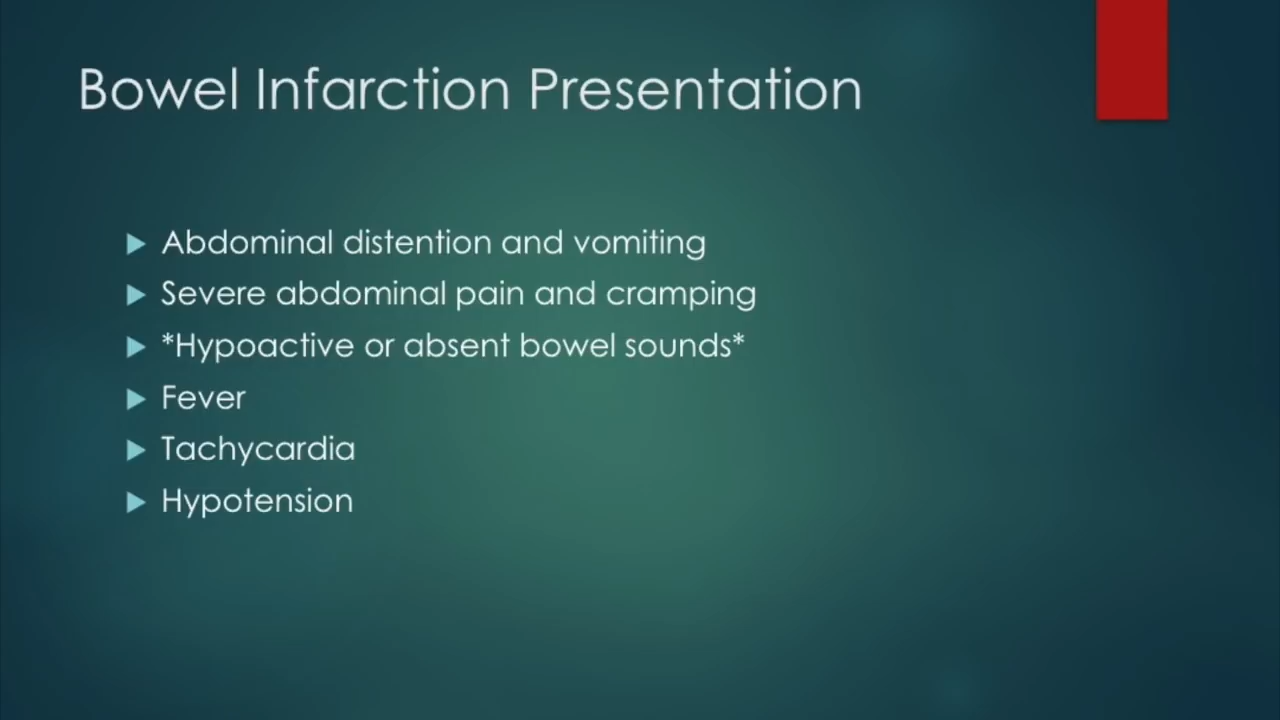 Bowel Infarction Presentation
Abdominal distention and vomiting
Severe abdominal pain and cramping
*Hypoactive or absent bowel sounds*
Fever
Tachycardia
Hypotension